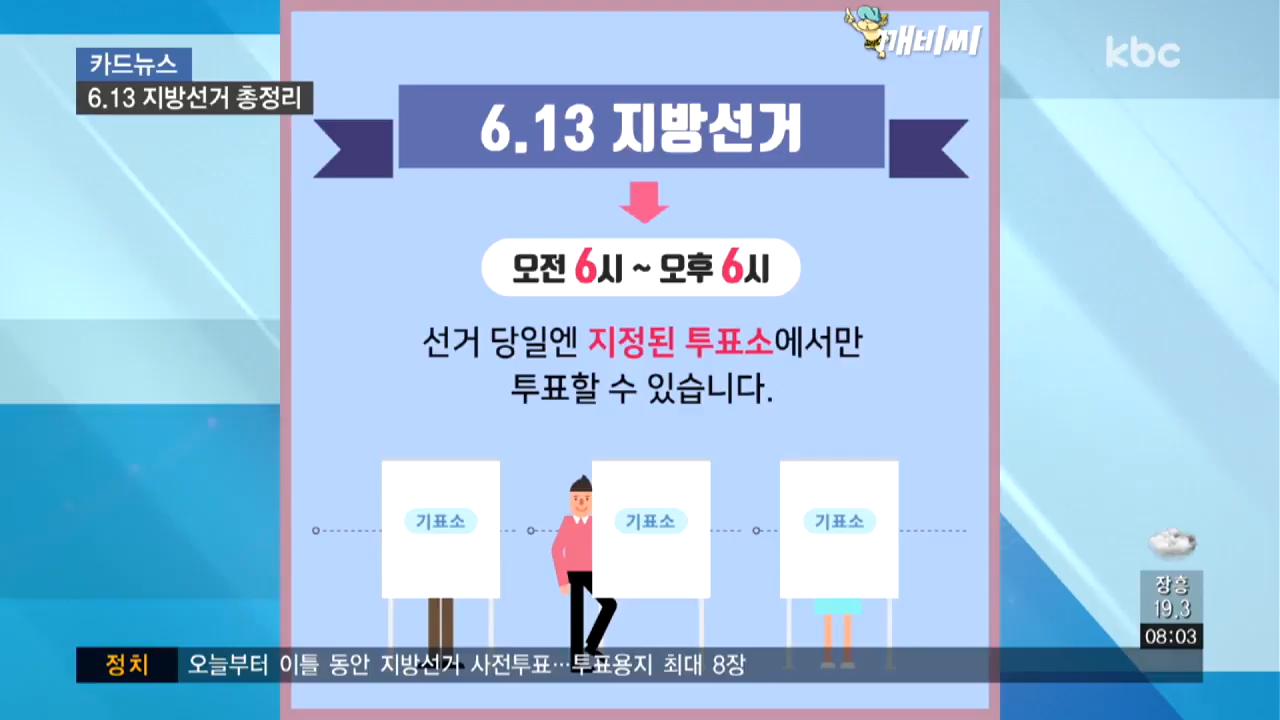 깨비씨
kbc
카드뉴스
6.13 지방선거 총정리
6.13 지방선거
오전 6시 ~ 오후 6시
선거 당일엔 지정된 투표소에서만
투표할 수 있습니다.
기표소
기표소
기표소
장흥
19.3
08:03
정치 오늘부터 이틀 동안 지방선거 사전투표…투표용지 최대 8장